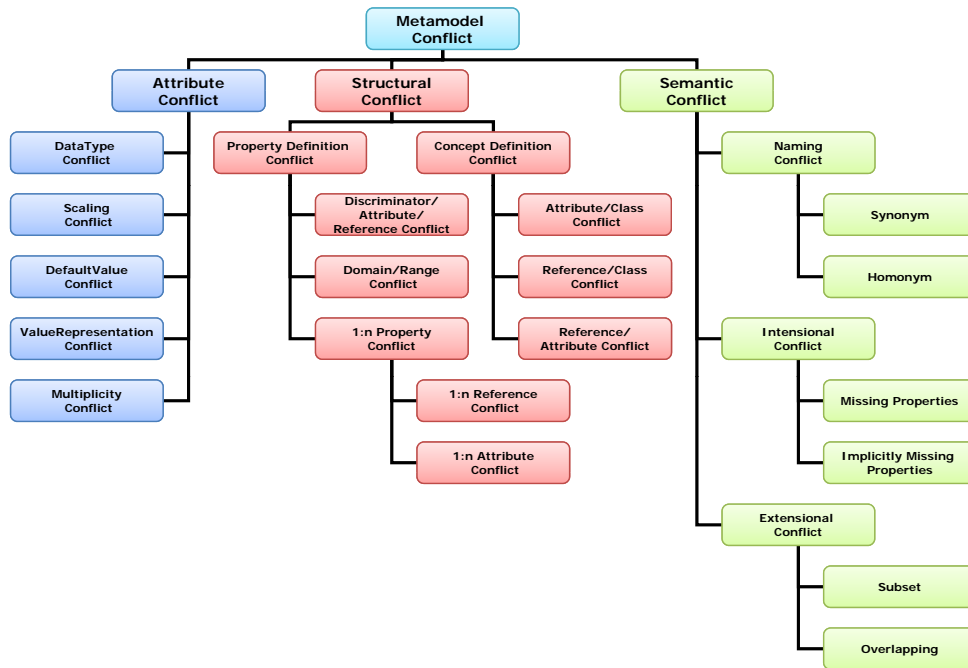 Metamodel
Conflict
Attribute
Conflict
Structural
Conflict
Semantic
Conflict
DataType
Conflict
Scaling
Conflict
DefaultValue
Conflict
ValueRepresentation
Conflict
Multiplicity
Conflict
Property Definition
Conflict
Discriminator/
Attribute/
Reference Conflict
Domain/Range
Conflict
1:n Property
Conflict
1:n Reference
Conflict
1:n Attribute
Conflict
Concept Definition
Conflict
Attribute/Class
Conflict
Reference/Class
Conflict
Reference/
Attribute Conflict
Naming
Conflict
Synonym
Homonym
Intensional
Conflict
Missing Properties
Implicitly Missing
Properties
Extensional
Conflict
Subset
Overlapping